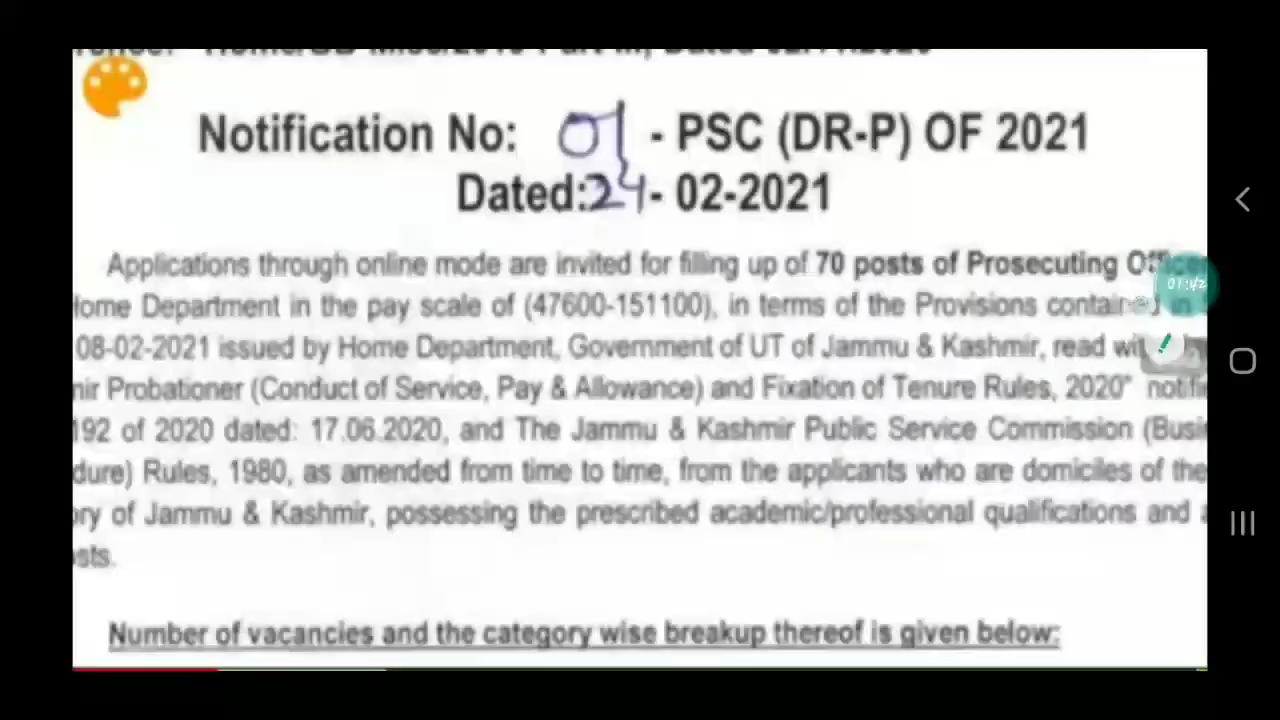 Notification No: 01 - PSC (DR-P) OF 2021
Dated:24- 02-2021
Applications through online mode are invited for filling up of 70 posts of Prosecuting
Home Department in the pay scale of (47600-151100), in terms of the Provisions
08-02-2021 issued by Home Department, Government of UT of Jammu & Kashmir, read
nir Probationer (Conduct of Service, Pay & Allowance) and Fixation of Tenure Rules, 2020"
192 of 2020 dated: 17.06.2020, and The Jammu & Kashmir Public Service Commission (Busi
dure) Rules, 1980, as amended from time to time, from the applicants who are domiciles of the
ory of Jammu & Kashmir, possessing the prescribed academic/professional qualifications and
sts.
Number of vacancies and the category wise breakup thereof is given below:
01:42